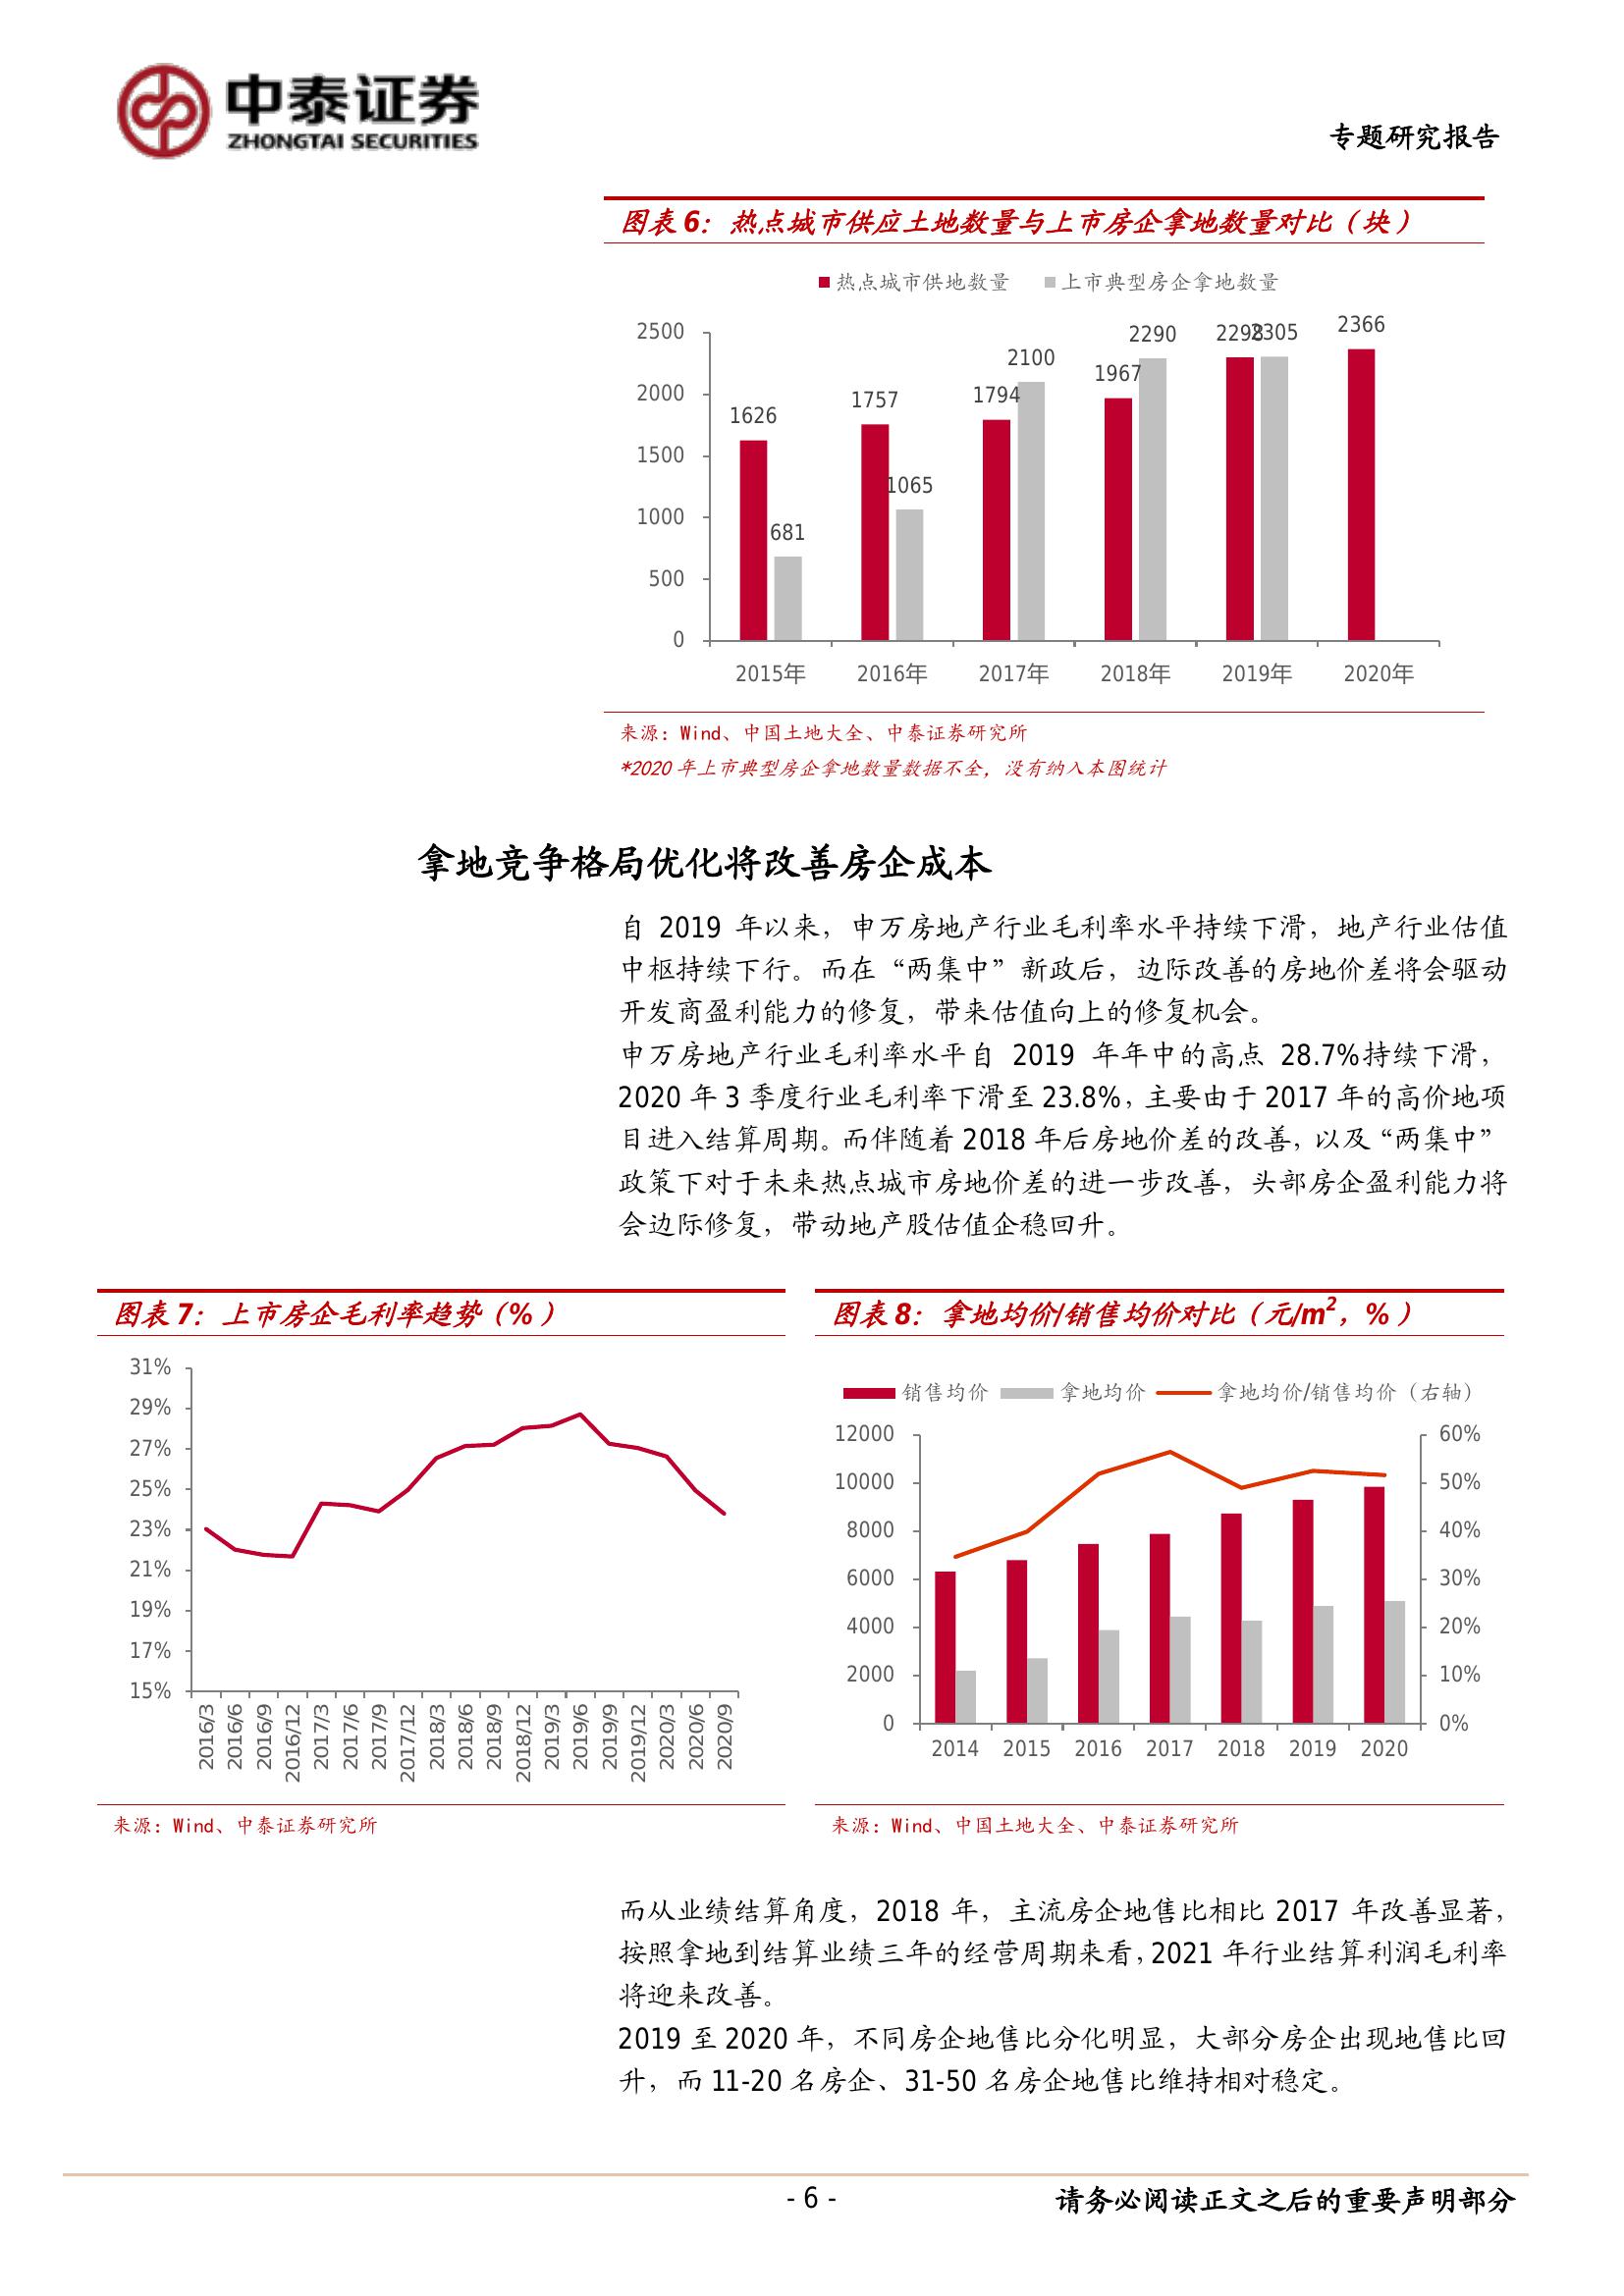 中泰证券
ZHONGTAI SECURITIES
专题研究报告
图表 6：热点城市供应土地数量与上市房企拿地数量对比（块）
热点城市供地数量 上市典型房企拿地数量
2500
2000
1500
1000
500
0
1626
681
1757
1065
1794
2100
1967
2290
2298
2305
2366
2015年 2016年 2017年 2018年 2019年 2020年
来源：Wind、中国土地大全、中泰证券研究所
*2020 年上市典型房企拿地数量数据不全，没有纳入本图统计
拿地竞争格局优化将改善房企成本
自 2019 年以来，申万房地产行业毛利率水平持续下滑，地产行业估值
中枢持续下行。而在“两集中”新政后，边际改善的房地价差将会驱动
开发商盈利能力的修复，带来估值向上的修复机会。
申万房地产行业毛利率水平自 2019 年年中的高点 28.7%持续下滑，
2020 年 3 季度行业毛利率下滑至 23.8%，主要由于 2017 年的高价地项
目进入结算周期。而伴随着 2018 年后房地价差的改善，以及“两集中”
政策下对于未来热点城市房地价差的进一步改善，头部房企盈利能力将
会边际修复，带动地产股估值企稳回升。
图表 7：上市房企毛利率趋势（%）
31%
29%
27%
25%
23%
21%
19%
17%
15%
2016/3
2016/6
2016/9
2016/12
2017/3
2017/6
2017/9
2017/12
2018/3
2018/6
2018/9
2018/12
2019/3
2019/6
2019/9
2019/12
2020/3
2020/6
2020/9
来源：Wind、中泰证券研究所
图表 8：拿地均价/销售均价对比（元/m²，%）
销售均价 拿地均价 拿地均价/销售均价（右轴）
12000
10000
8000
6000
4000
2000
0
60%
50%
40%
30%
20%
10%
0%
2014 2015 2016 2017 2018 2019 2020
来源：Wind、中国土地大全、中泰证券研究所
而从业绩结算角度，2018 年，主流房企地售比相比 2017 年改善显著，
按照拿地到结算业绩三年的经营周期来看，2021 年行业结算利润毛利率
将迎来改善。
2019 至 2020 年，不同房企地售比分化明显，大部分房企出现地售比回
升，而 11-20 名房企、31-50 名房企地售比维持相对稳定。
- 6 -
请务必阅读正文之后的重要声明部分